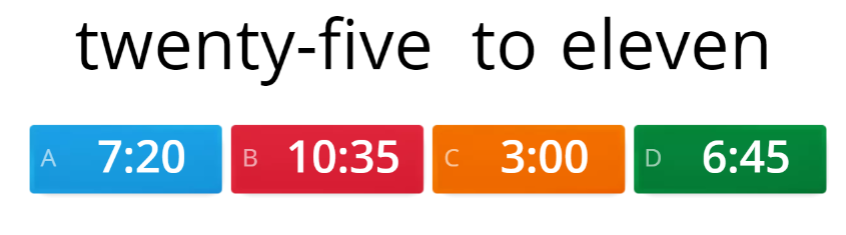 twenty-five to eleven
A 7:20 B 10:35 C 3:00 D 6:45